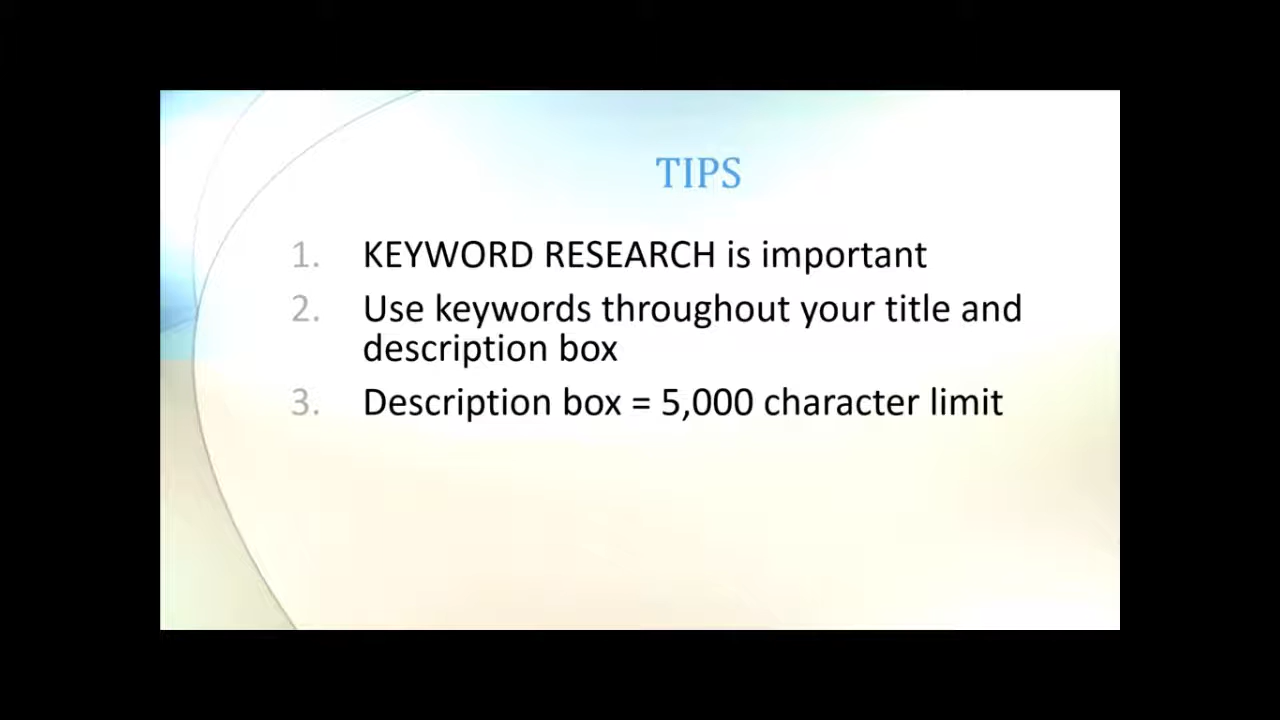 TIPS
1. KEYWORD RESEARCH is important
2. Use keywords throughout your title and
description box
3. Description box = 5,000 character limit